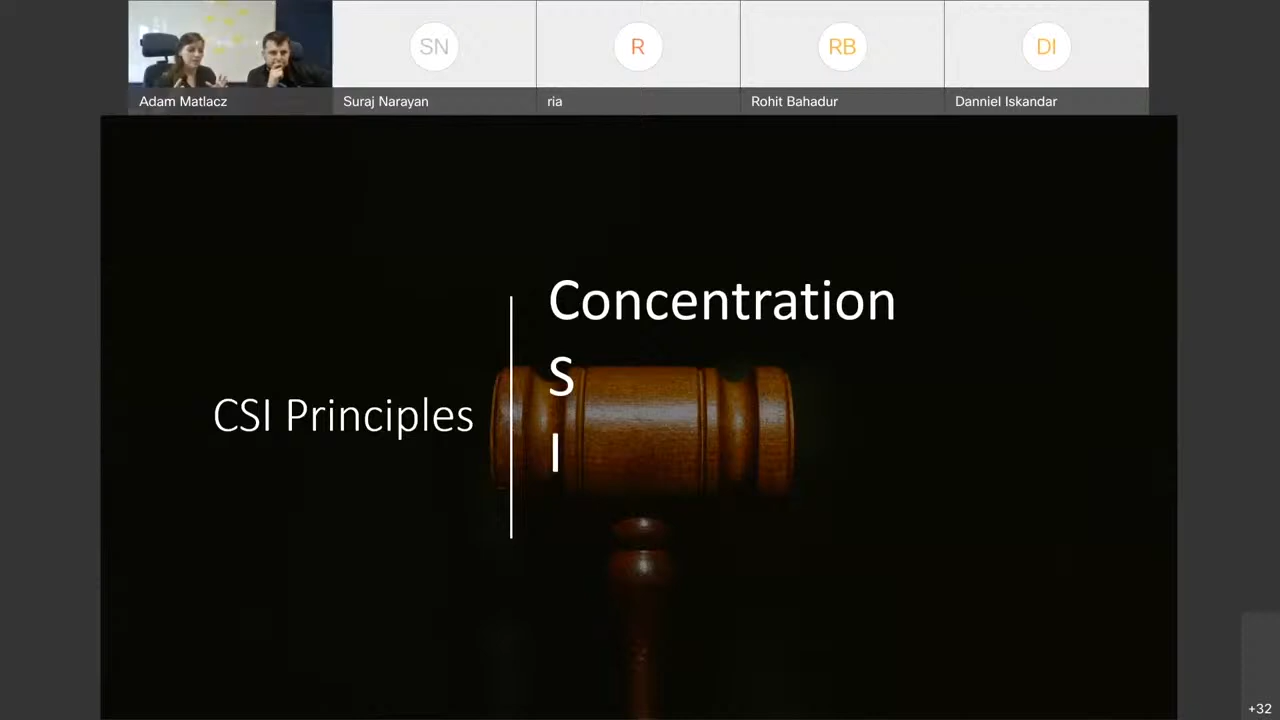 SN
R
RB
DI
Adam Matlacz
Suraj Narayan
ria
Rohit Bahadur
Danniel Iskandar
CSI Principles
Concentration
S
I
+32